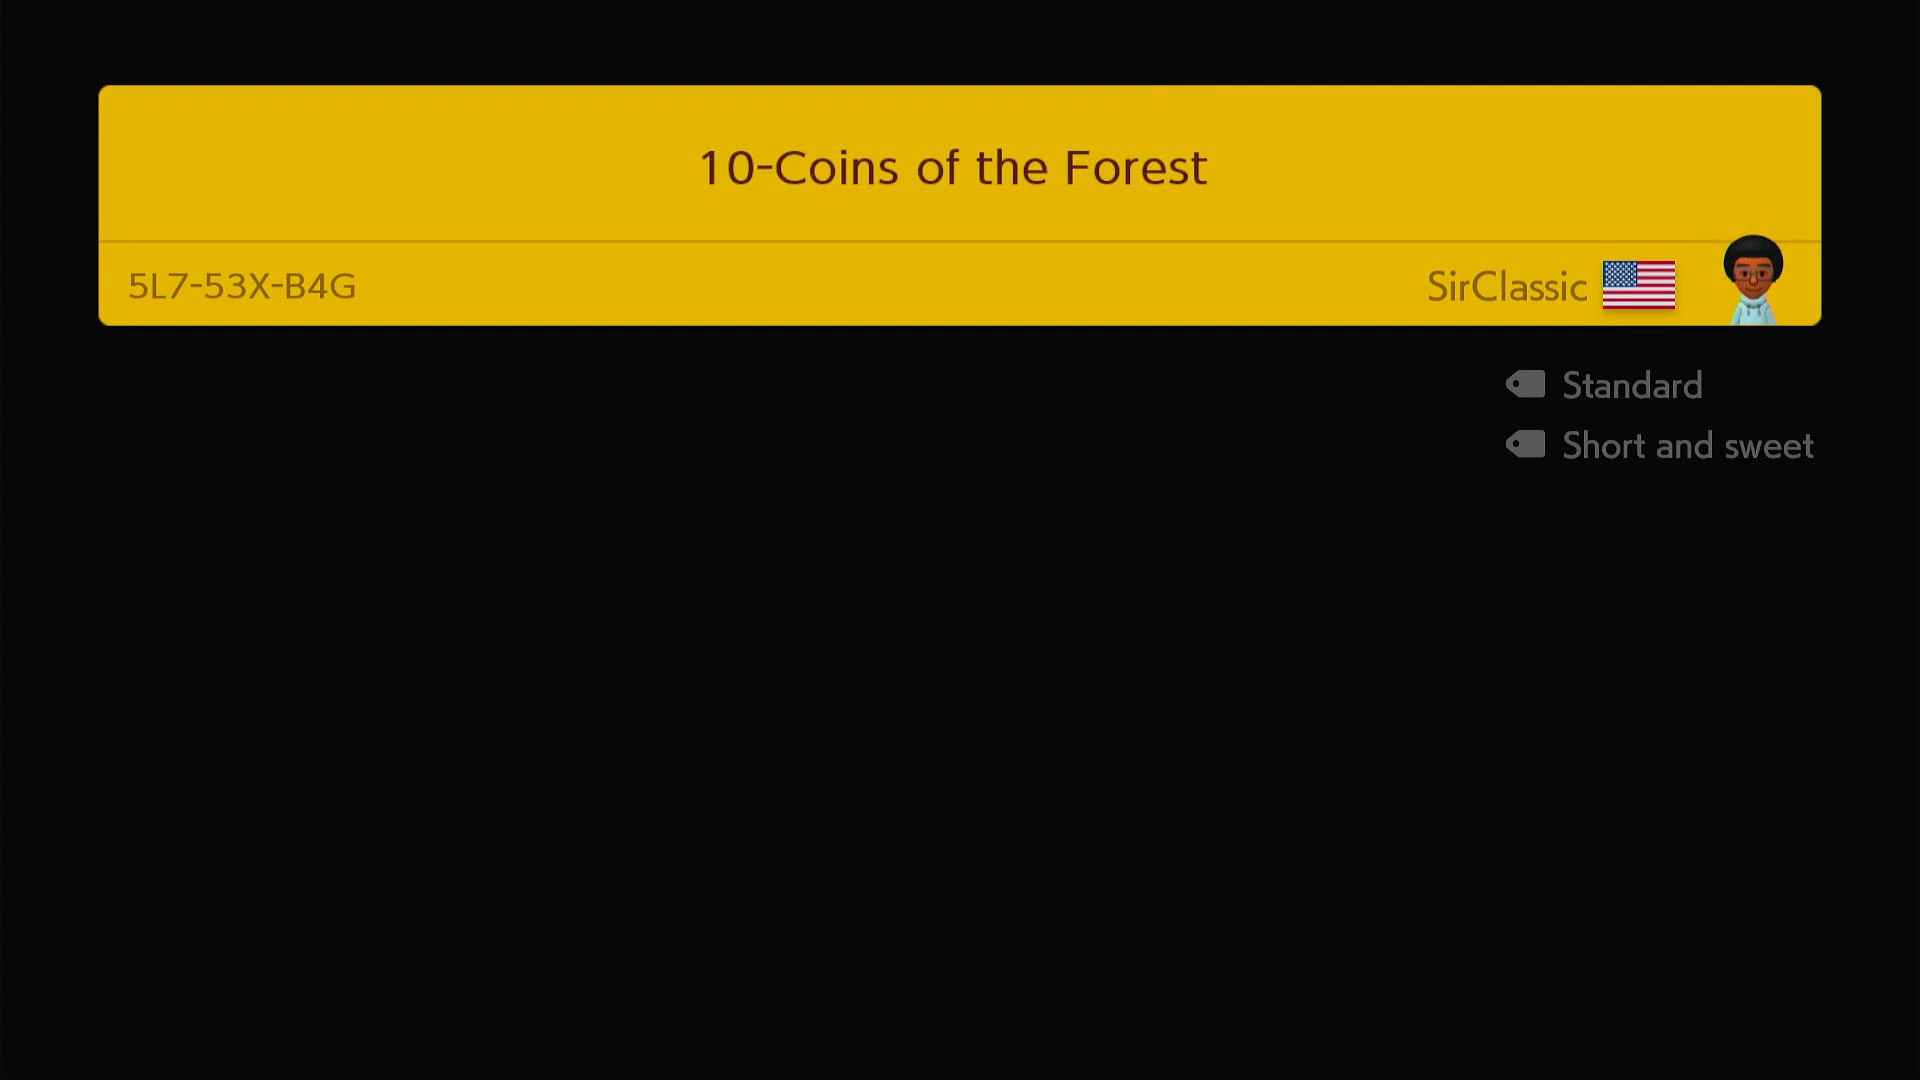 10-Coins of the Forest
5L7-53X-B4G
SirClassic
Standard
Short and sweet